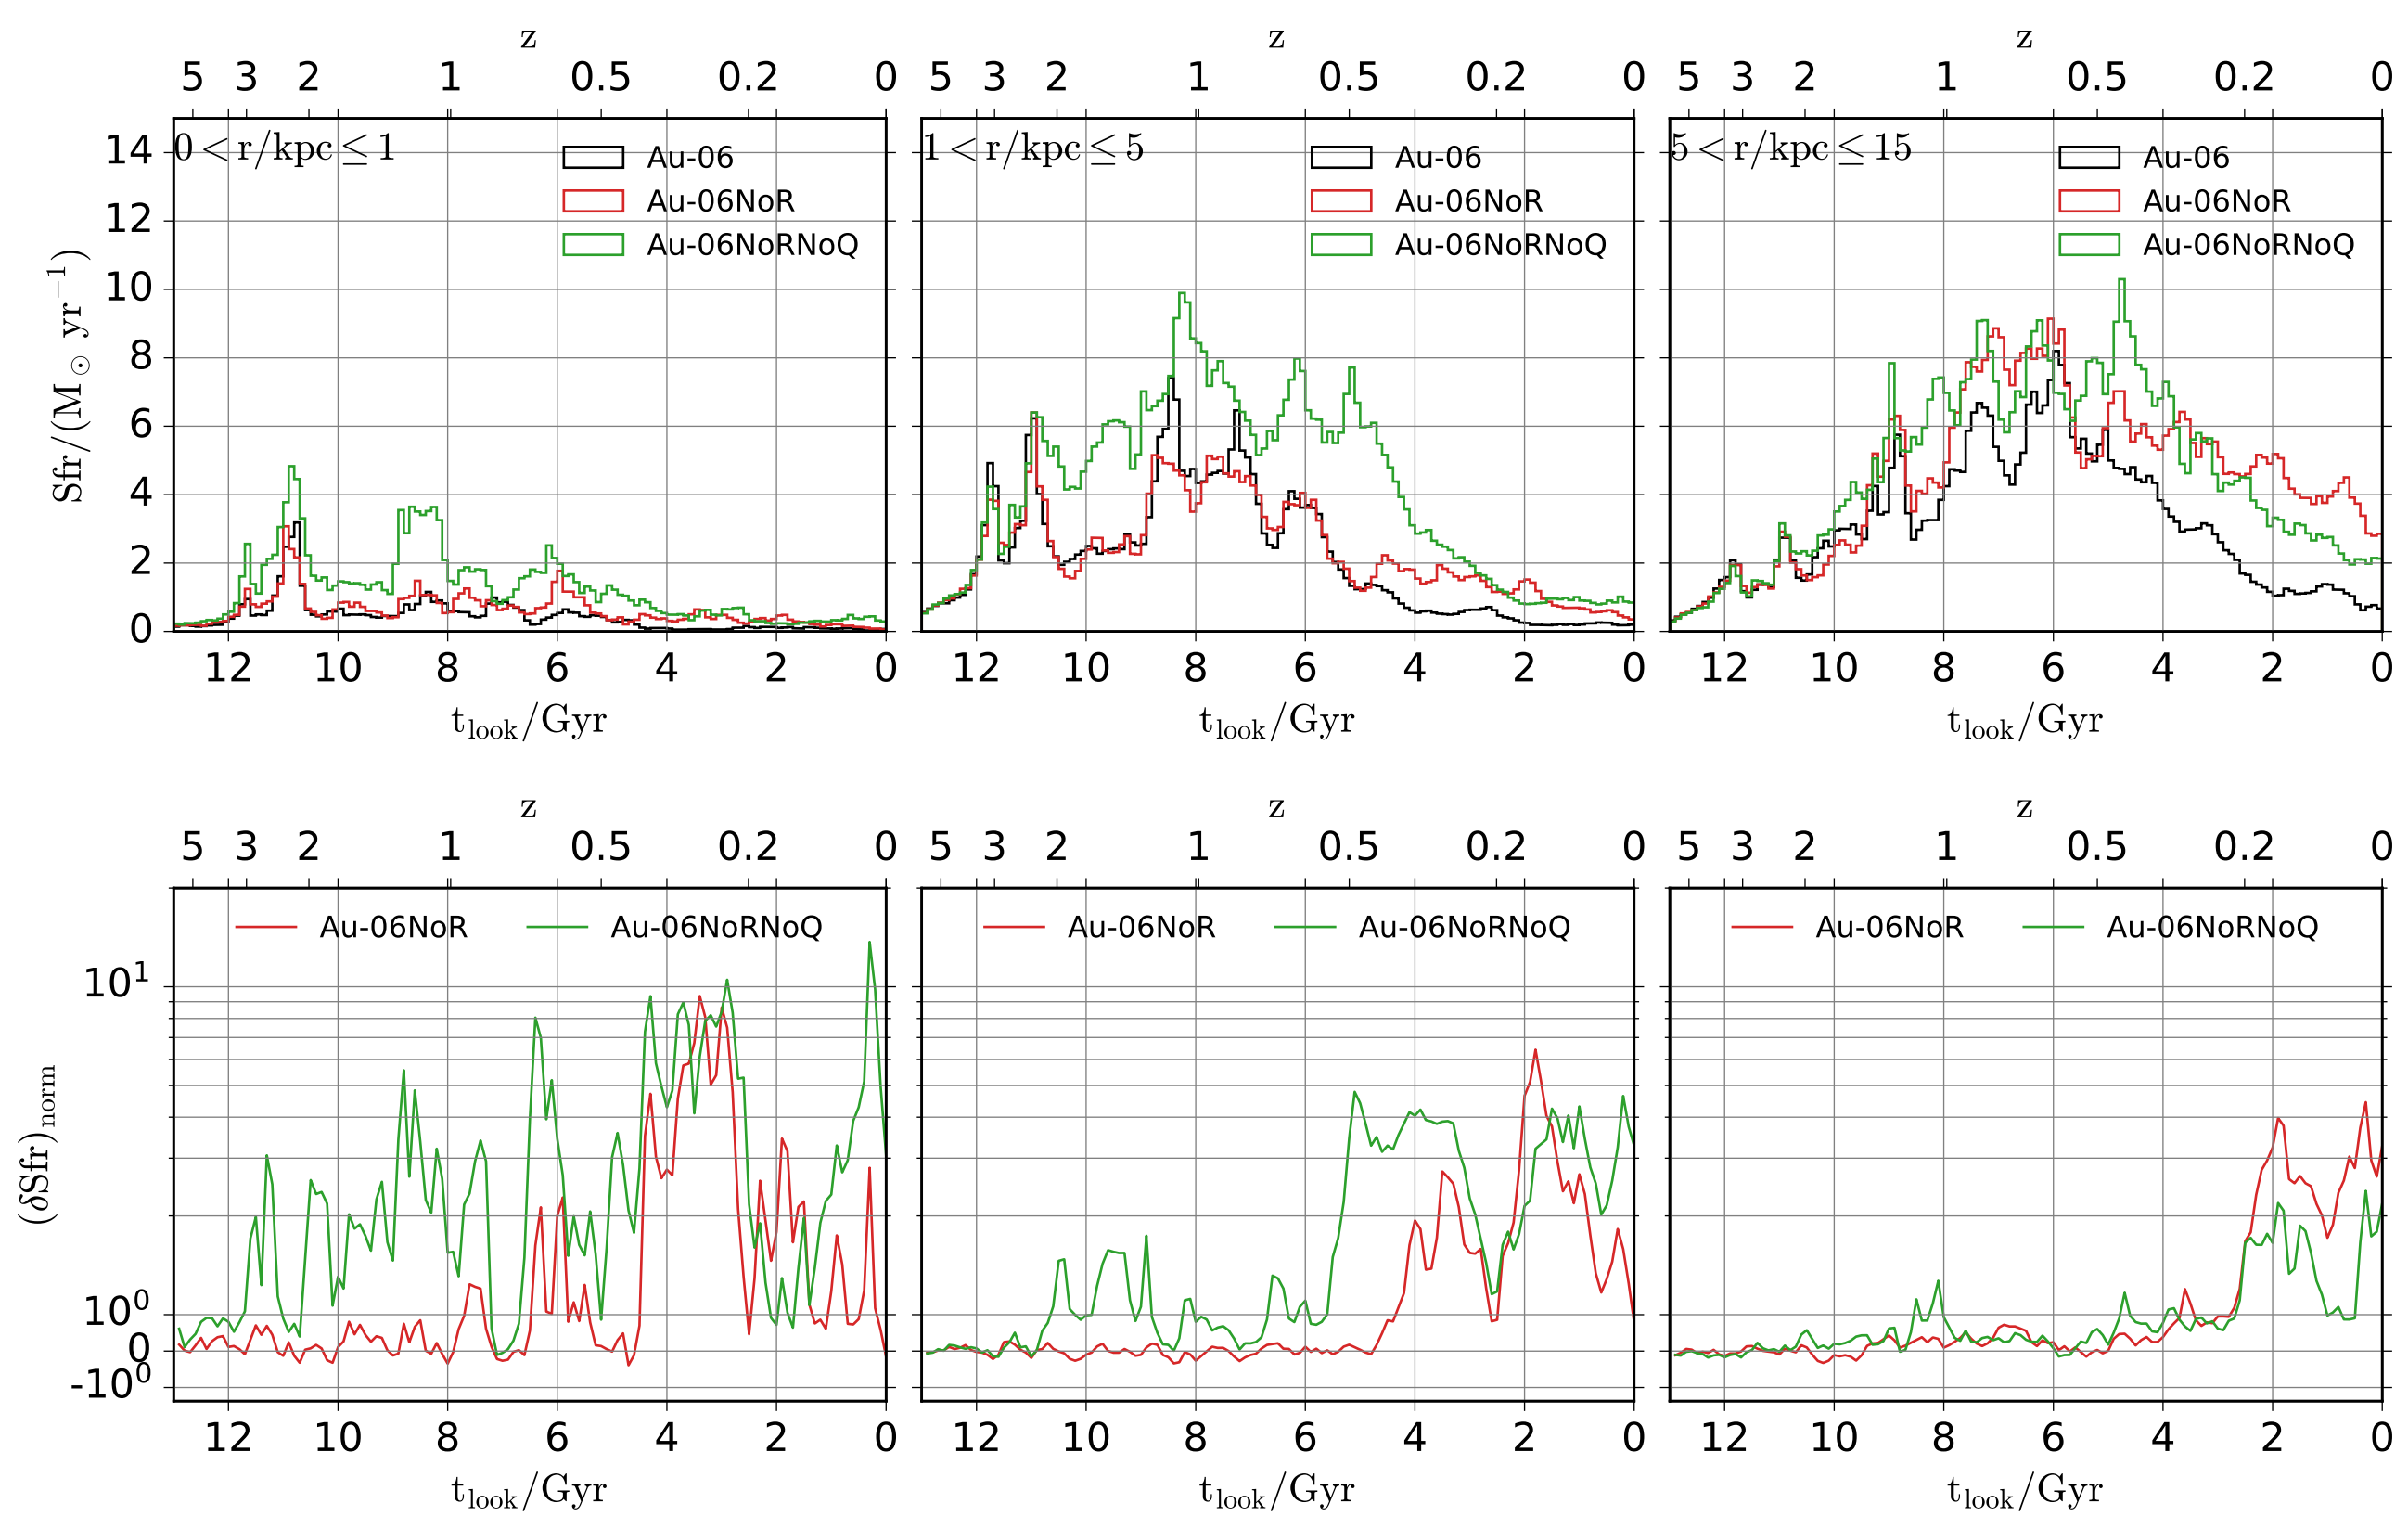 z z z
5 3 2 1 0.5 0.2 0 5 3 2 1 0.5 0.2 0 5 3 2 1 0.5 0.2 0
0 < r/kpc ≤ 1
Au-06
Au-06NoR
Au-06NoRNoQ
1 < r/kpc ≤ 5
Au-06
Au-06NoR
Au-06NoRNoQ
5 < r/kpc ≤ 15
Au-06
Au-06NoR
Au-06NoRNoQ
Sfr/(M⊙ yr⁻¹)
14
12
10
8
6
4
2
0
12 10 8 6 4 2 0 12 10 8 6 4 2 0 12 10 8 6 4 2 0
t_look/Gyr t_look/Gyr t_look/Gyr
z z z
5 3 2 1 0.5 0.2 0 5 3 2 1 0.5 0.2 0 5 3 2 1 0.5 0.2 0
Au-06NoR Au-06NoRNoQ Au-06NoR Au-06NoRNoQ Au-06NoR Au-06NoRNoQ
(δSfr)_norm
10¹
10⁰
0
-10⁰
12 10 8 6 4 2 0 12 10 8 6 4 2 0 12 10 8 6 4 2 0
t_look/Gyr t_look/Gyr t_look/Gyr